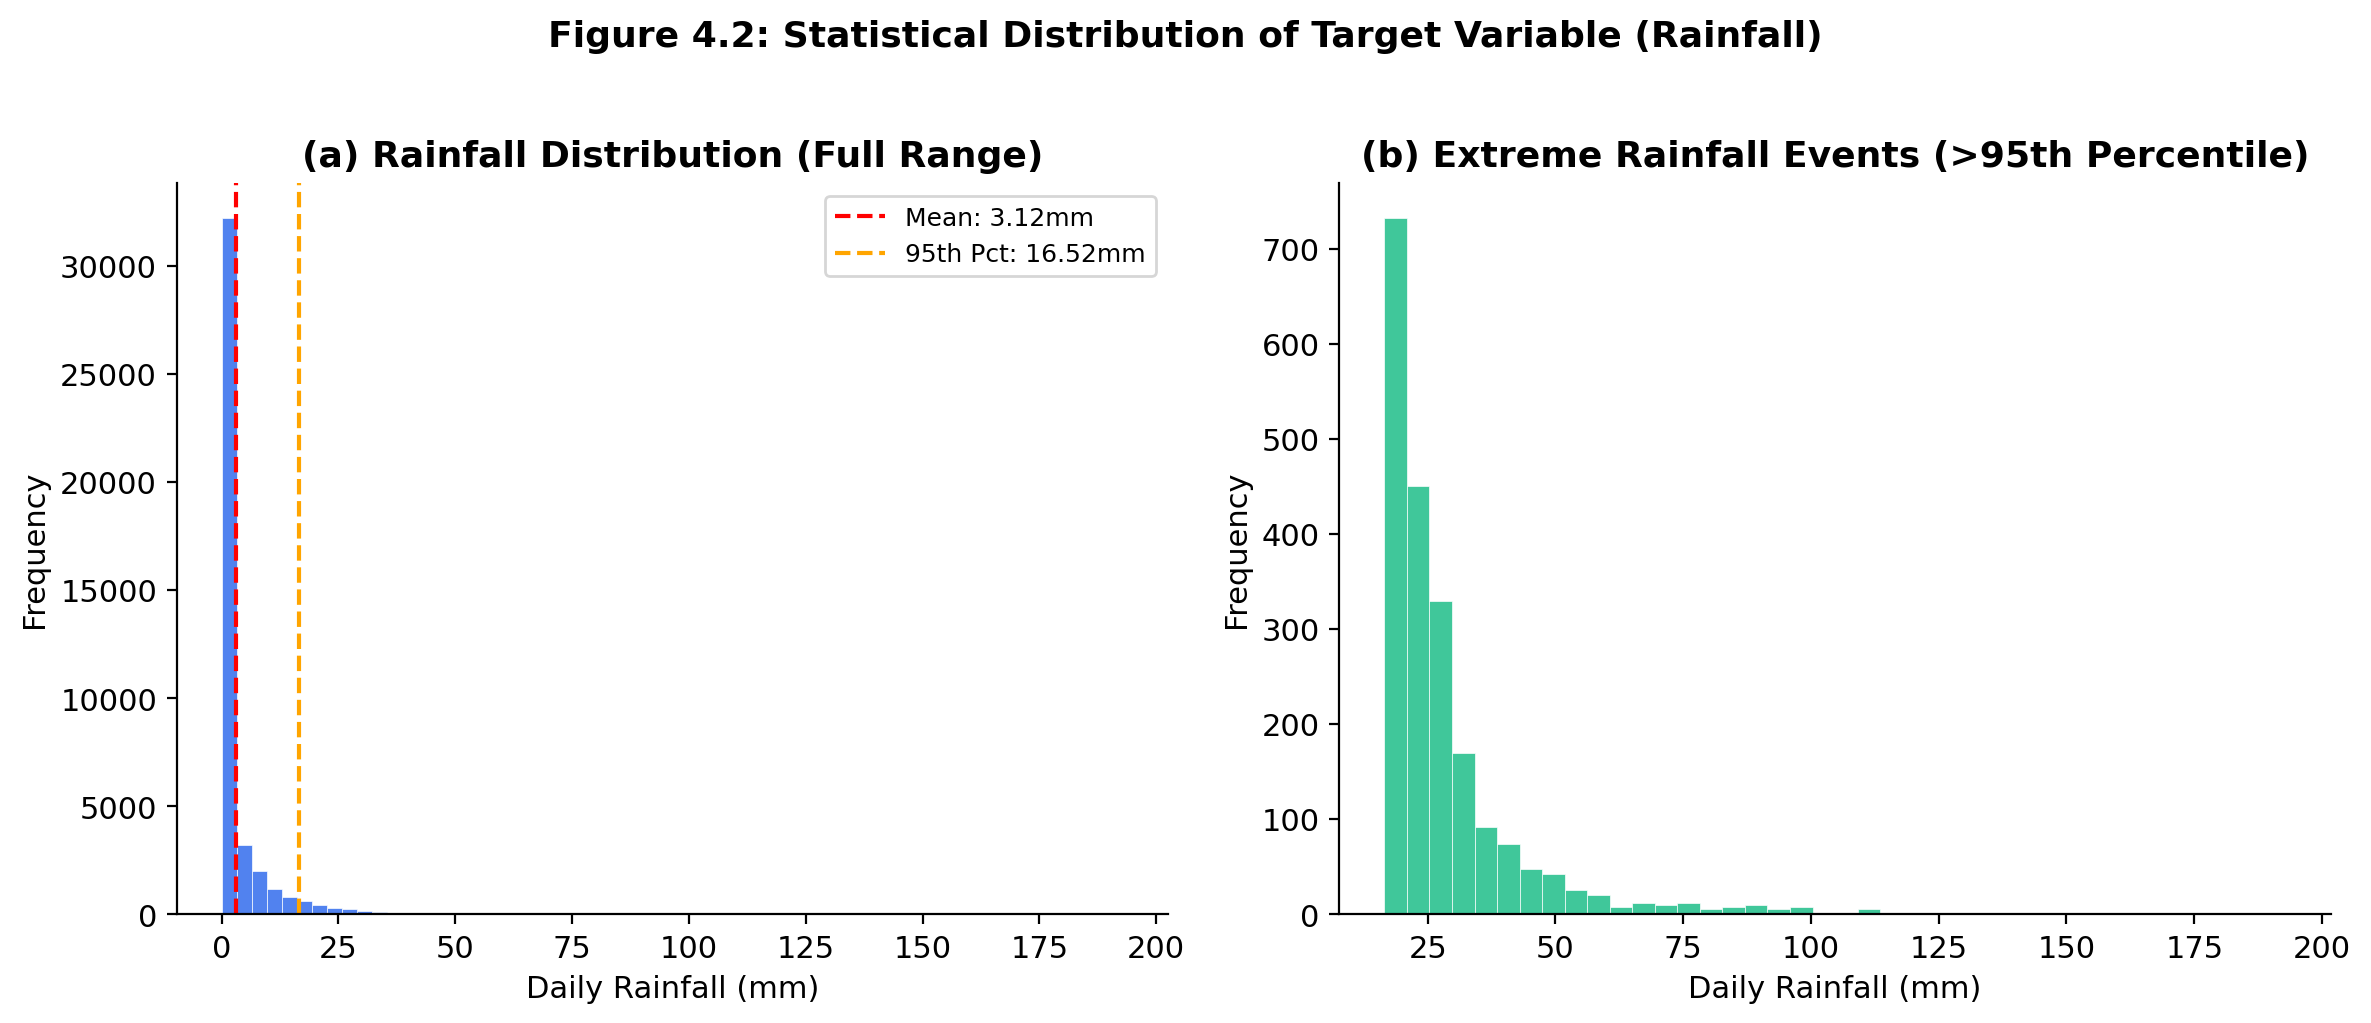 Figure 4.2: Statistical Distribution of Target Variable (Rainfall)
(a) Rainfall Distribution (Full Range)
Mean: 3.12mm
95th Pct: 16.52mm
Frequency
30000
25000
20000
15000
10000
5000
0
0 25 50 75 100 125 150 175 200
Daily Rainfall (mm)
(b) Extreme Rainfall Events (>95th Percentile)
Frequency
700
600
500
400
300
200
100
0
25 50 75 100 125 150 175 200
Daily Rainfall (mm)